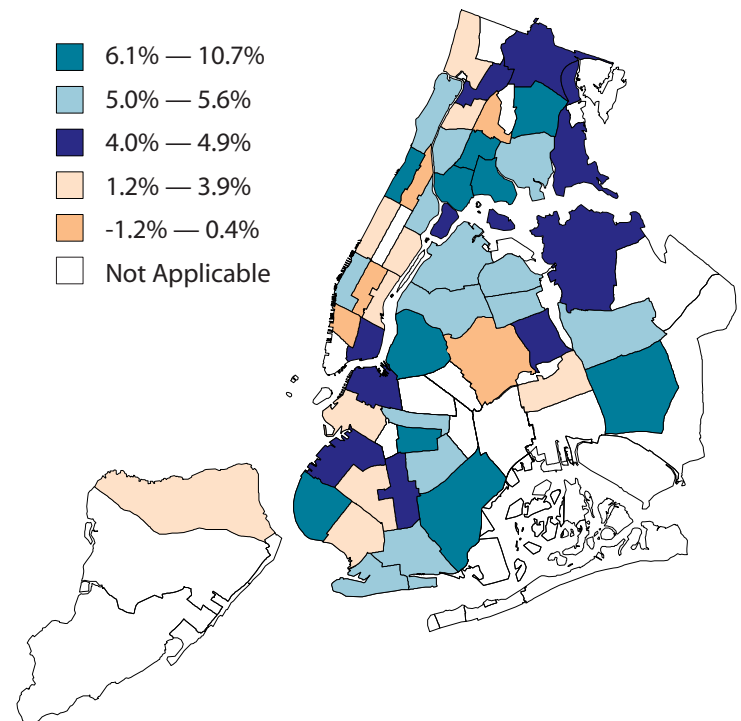 6.1% — 10.7%
5.0% — 5.6%
4.0% — 4.9%
1.2% — 3.9%
-1.2% — 0.4%
Not Applicable